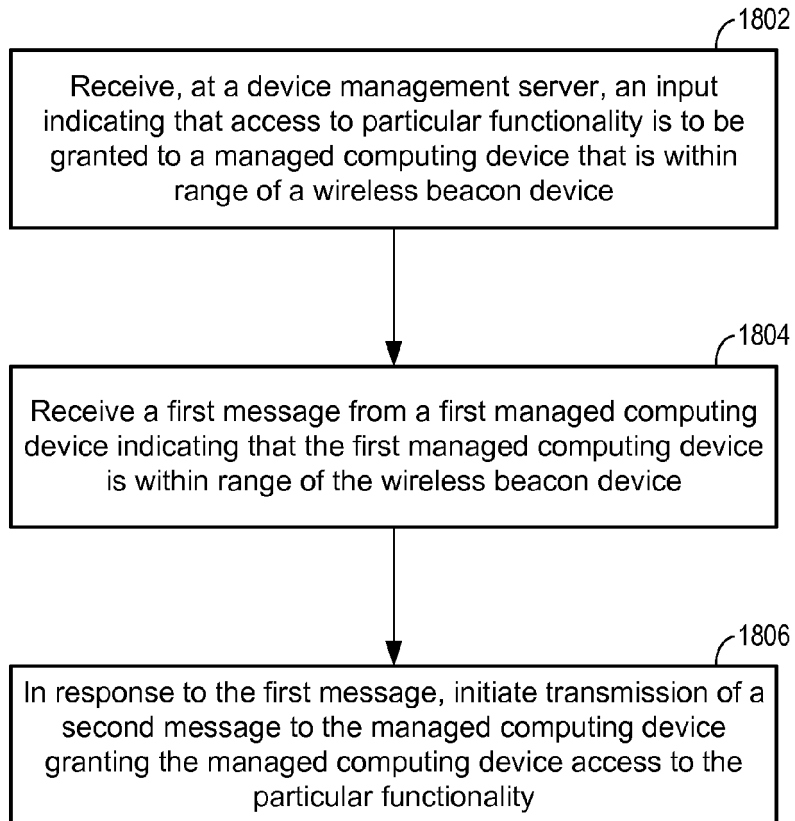 1802
Receive, at a device management server, an input
indicating that access to particular functionality is to be
granted to a managed computing device that is within
range of a wireless beacon device
1804
Receive a first message from a first managed computing
device indicating that the first managed computing device
is within range of the wireless beacon device
1806
In response to the first message, initiate transmission of a
second message to the managed computing device
granting the managed computing device access to the
particular functionality